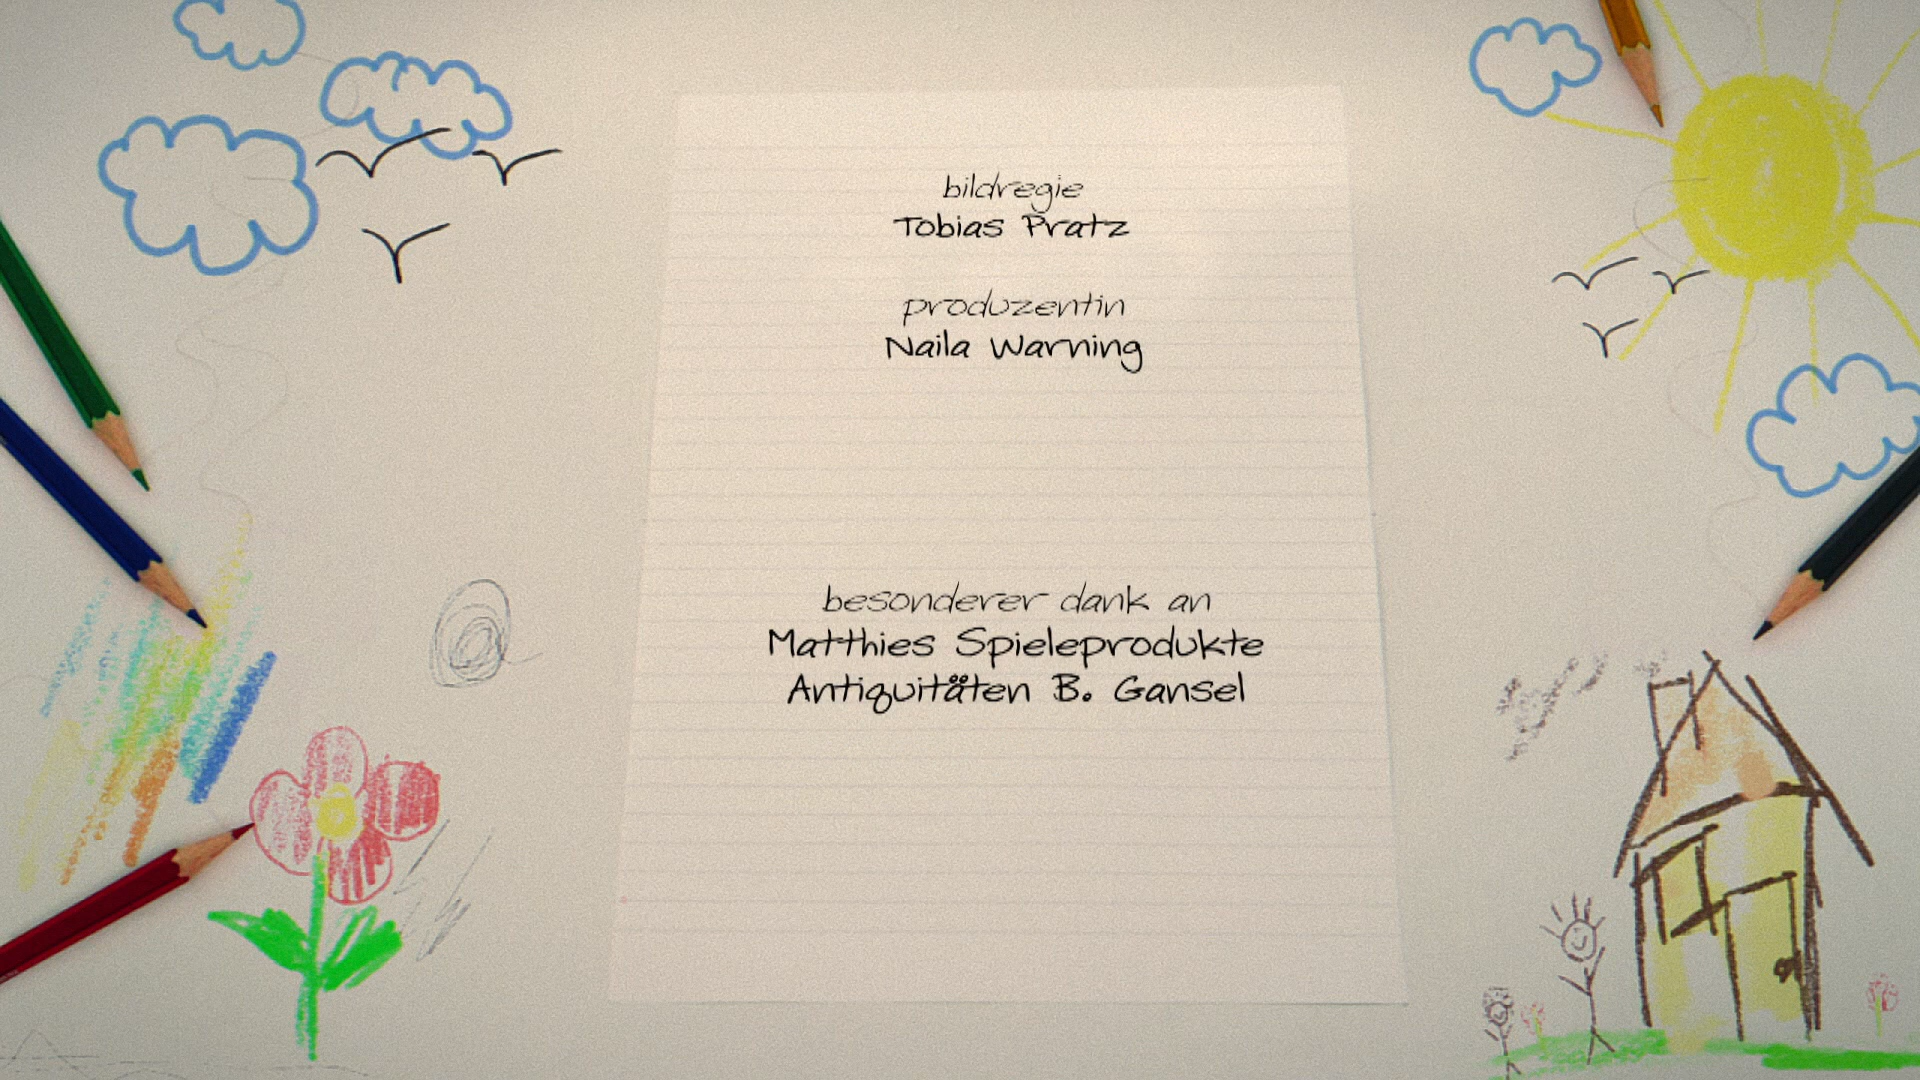 bildregie
Tobias Pratz
produzentin
Naila Warning
besonderer dank an
Matthies Spieleprodukte
Antiquitäten B. Gansel